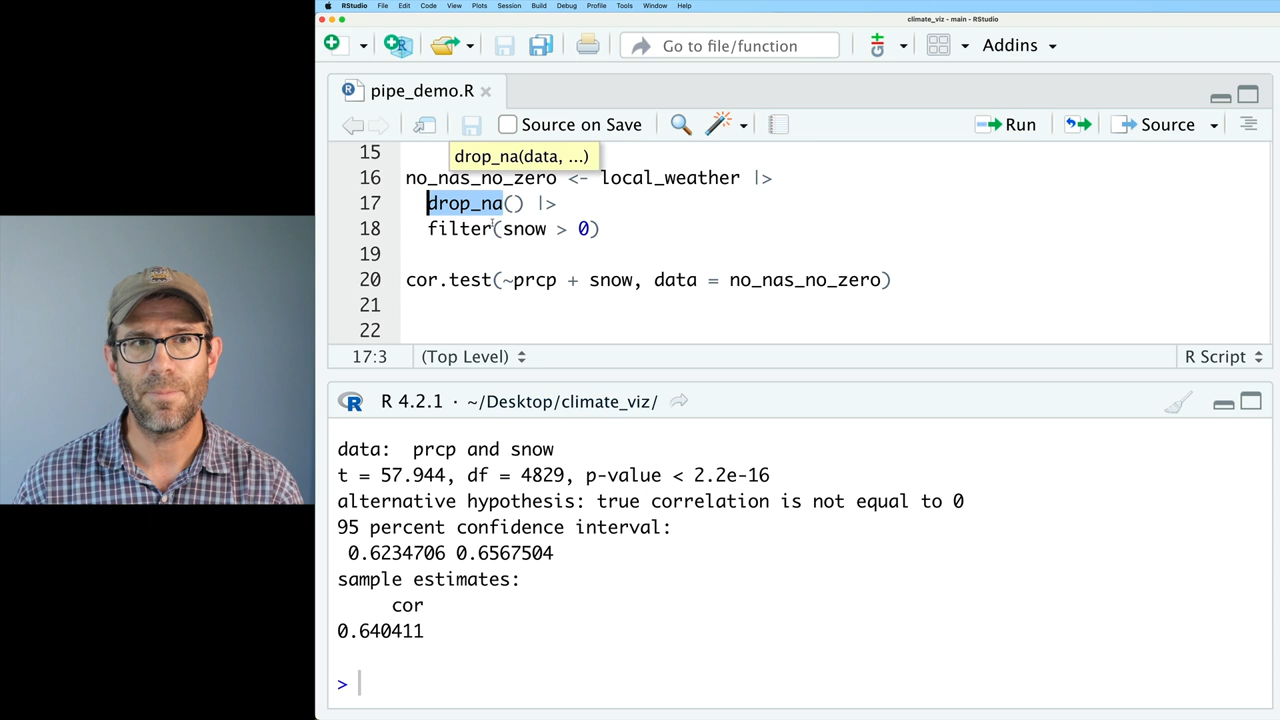 RStudio File Edit Code View Plots Session Build Debug Profile Tools Window Help
climate_viz - main - RStudio
Go to file/function
Addins
pipe_demo.R
Source on Save
Run
Source
15
drop_na(data, ...)
16 no_nas_no_zero <- local_weather |>
17 drop_na() |>
18 filter(snow > 0)
19
20 cor.test(~prcp + snow, data = no_nas_no_zero)
21
22
17:3 (Top Level) R Script
R 4.2.1 · ~/Desktop/climate_viz/
data: prcp and snow
t = 57.944, df = 4829, p-value < 2.2e-16
alternative hypothesis: true correlation is not equal to 0
95 percent confidence interval:
0.6234706 0.6567504
sample estimates:
cor
0.640411
>